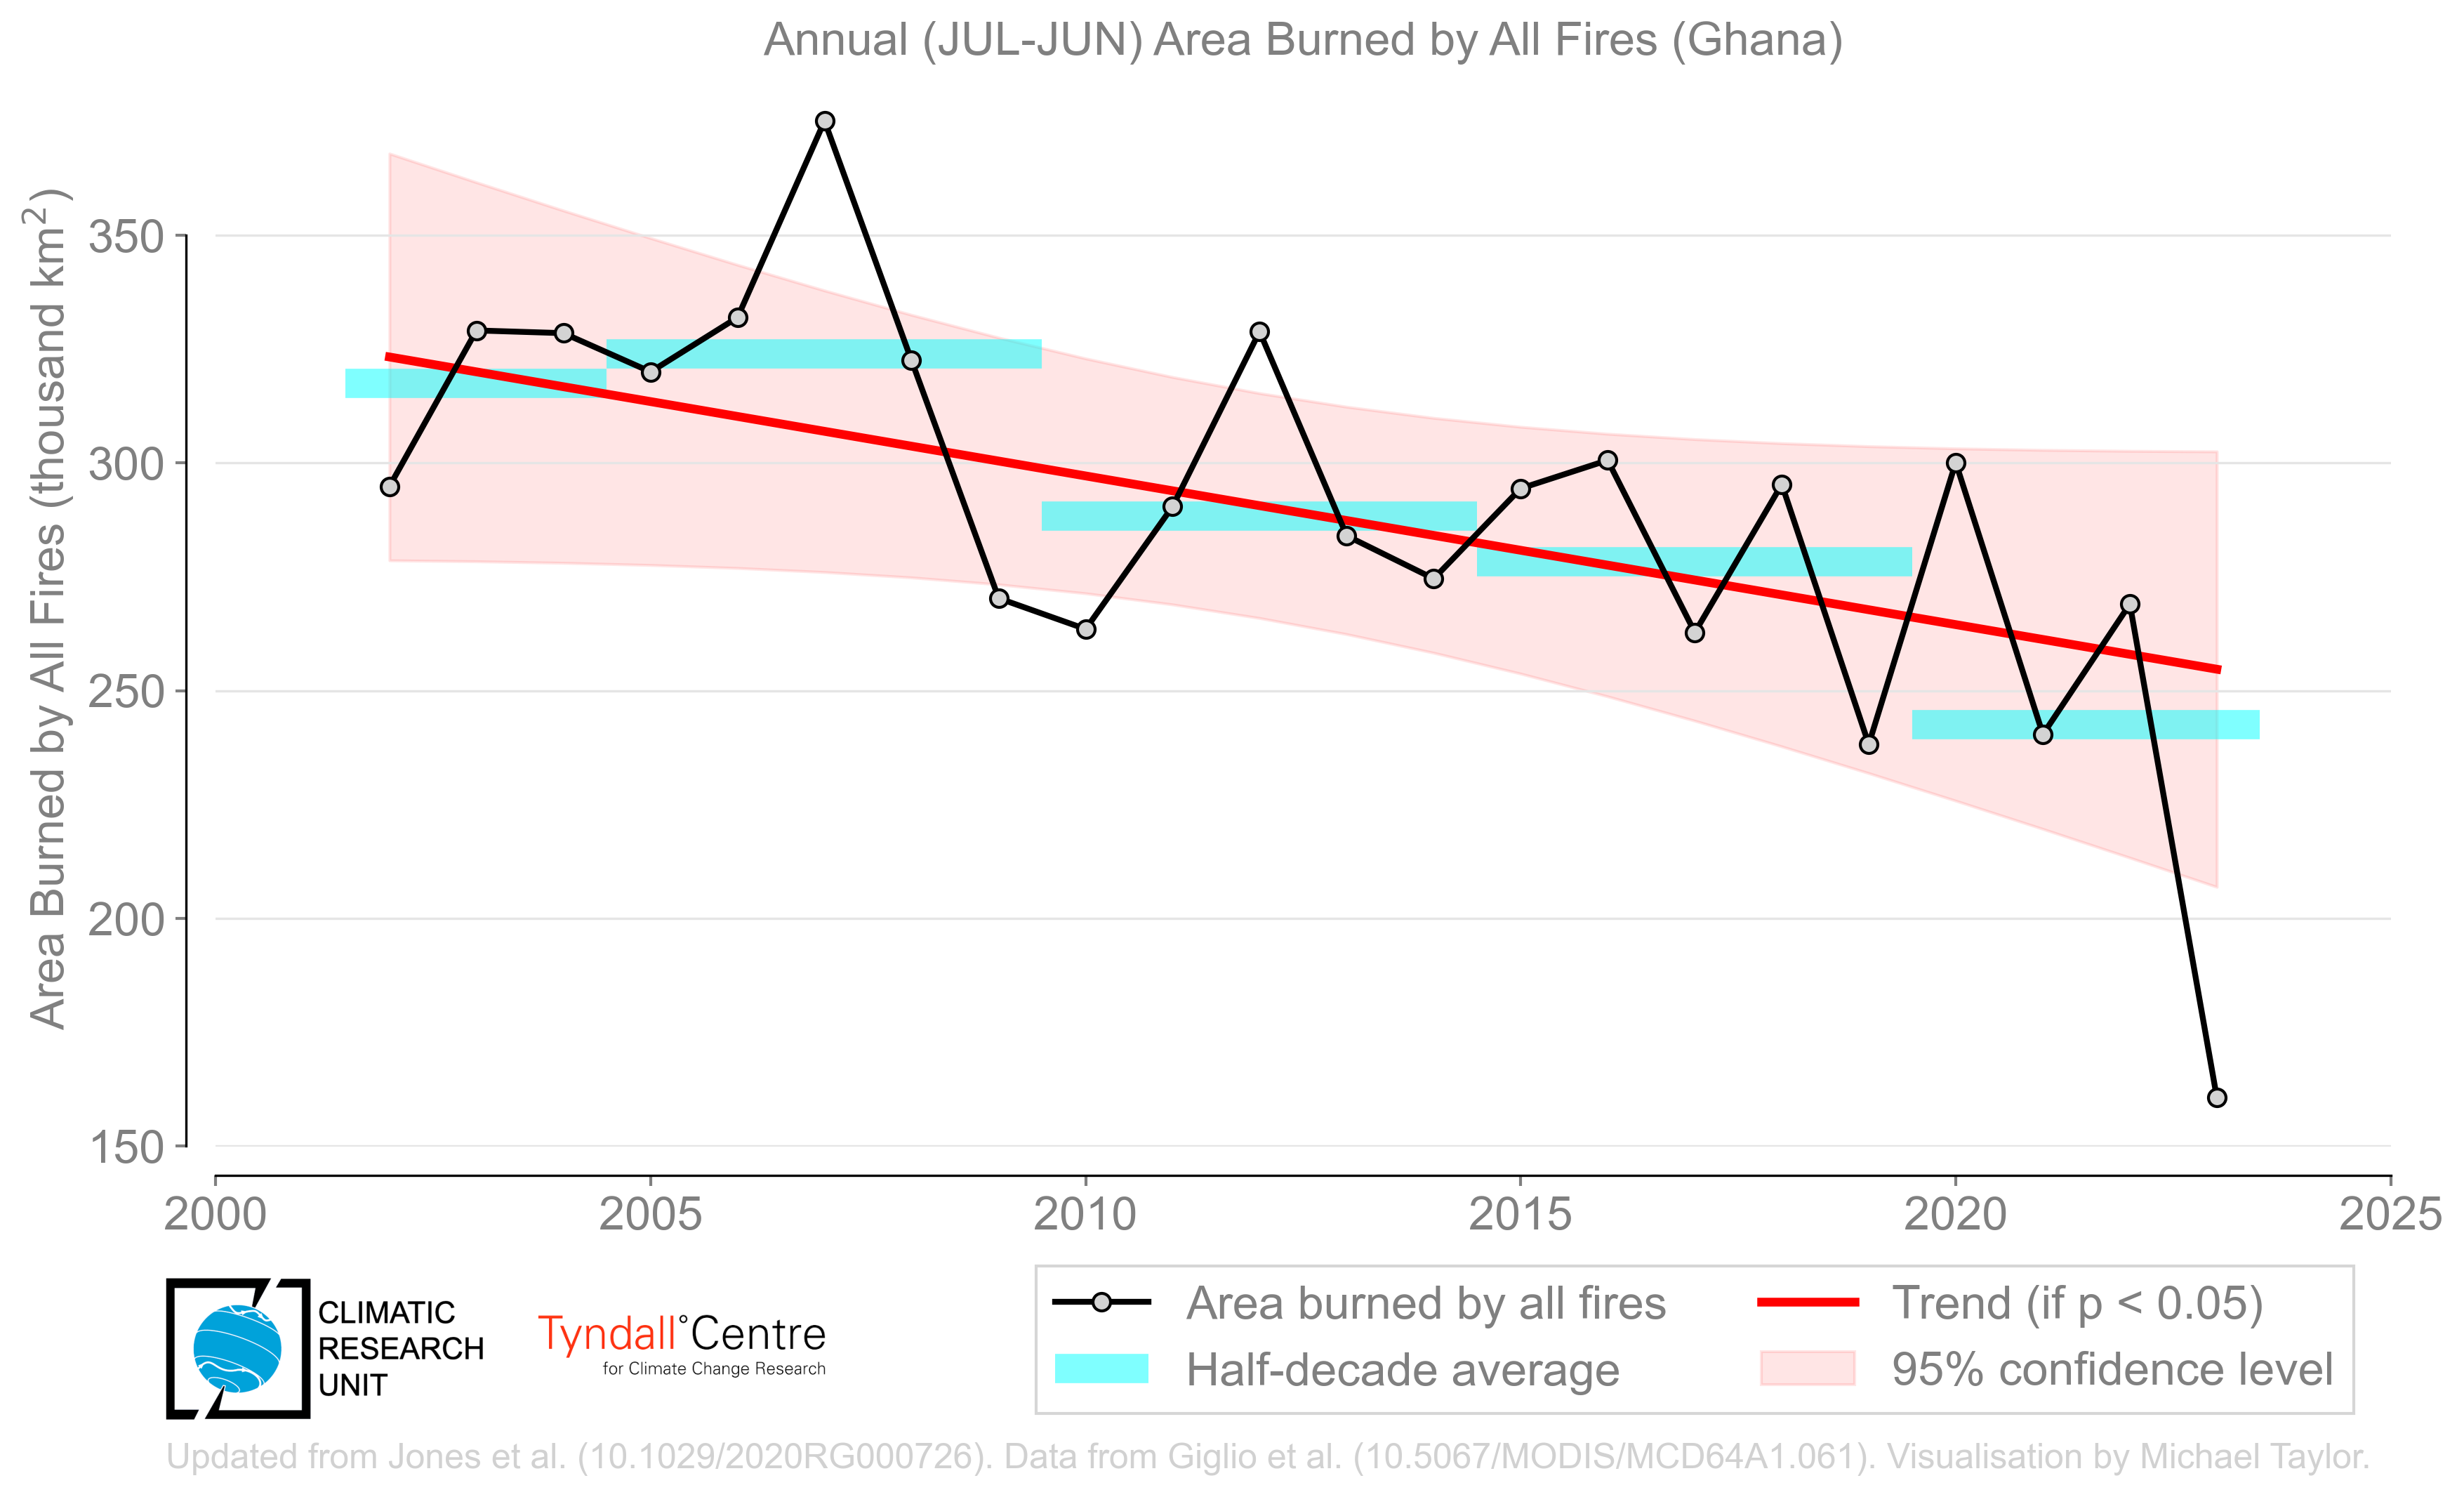 Annual (JUL-JUN) Area Burned by All Fires (Ghana)
Area Burned by All Fires (thousand km²)
350
300
250
200
150
2000 2005 2010 2015 2020 2025
CLIMATIC
RESEARCH
UNIT
Tyndall°Centre
for Climate Change Research
Area burned by all fires
Half-decade average
Trend (if p < 0.05)
95% confidence level
Updated from Jones et al. (10.1029/2020RG000726). Data from Giglio et al. (10.5067/MODIS/MCD64A1.061). Visualisation by Michael Taylor.